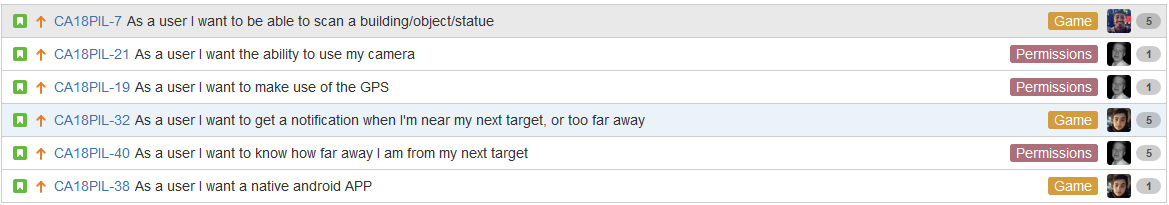 CA18PIL-7 As a user I want to be able to scan a building/object/statue Game 5
CA18PIL-21 As a user I want the ability to use my camera Permissions 1
CA18PIL-19 As a user I want to make use of the GPS Permissions 1
CA18PIL-32 As a user I want to get a notification when I'm near my next target, or too far away Game 5
CA18PIL-40 As a user I want to know how far away I am from my next target Permissions 5
CA18PIL-38 As a user I want a native android APP Game 1